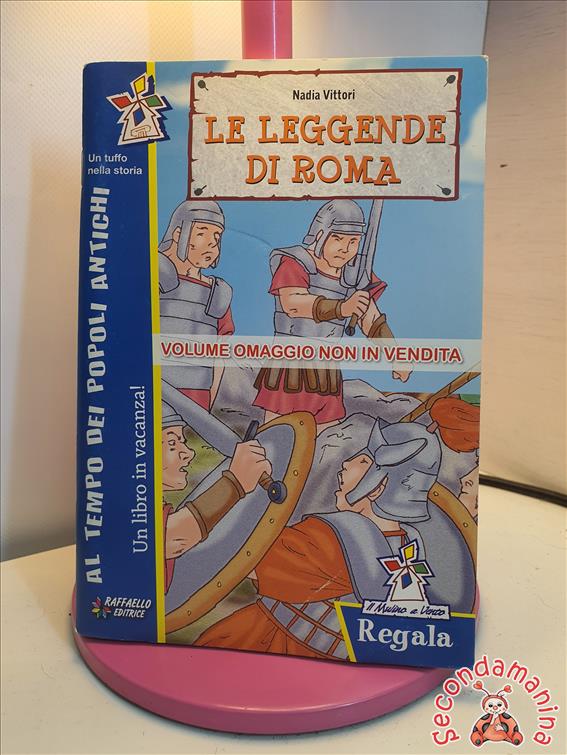 Nadia Vittori
LE LEGGENDE
DI ROMA
Un tuffo
nella storia
AL TEMPO DEI POPOLI ANTICHI
Un libro in vacanza!
VOLUME OMAGGIO NON IN VENDITA
RAFFAELLO
EDITRICE
Il Mulino a Vento
Regala
Secondamanina